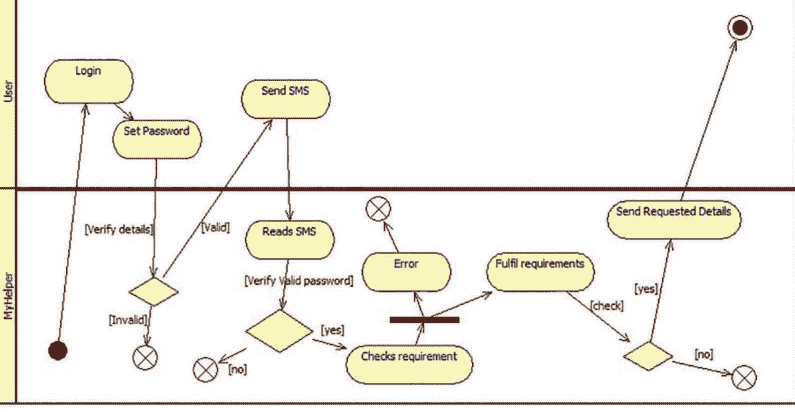 User
Login
Set Password
Send SMS
MyHelper
[Verify details]
[Valid]
[Invalid]
Reads SMS
[Verify Valid password]
[no]
[yes]
Checks requirement
Error
Fulfil requirements
[check]
Send Requested Details
[yes]
[no]